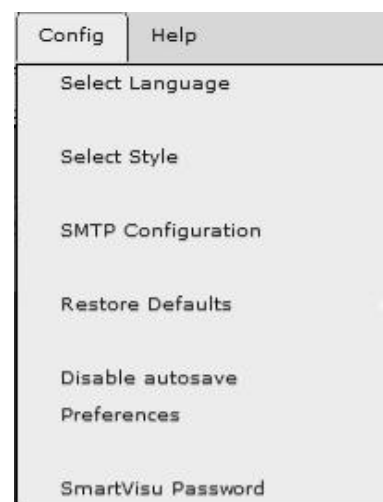 Config Help
Select Language
Select Style
SMTP Configuration
Restore Defaults
Disable autosave
Preferences
SmartVisu Password